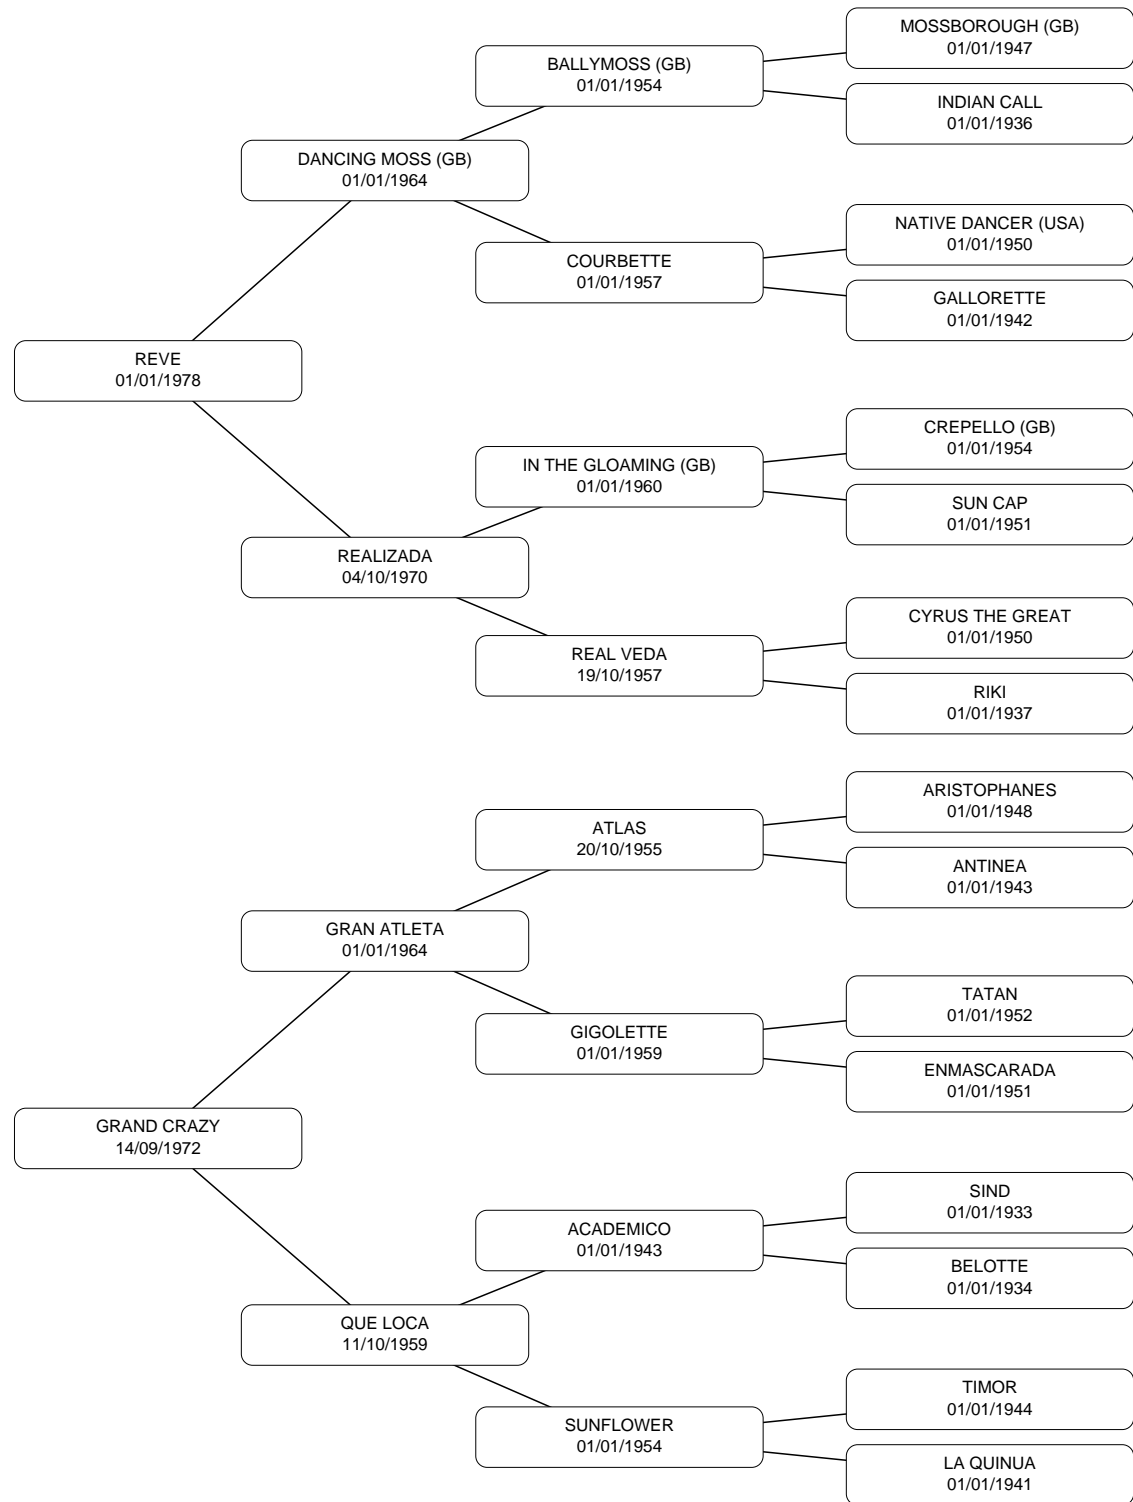 MOSSBOROUGH (GB)
01/01/1947
BALLYMOSS (GB)
01/01/1954
INDIAN CALL
01/01/1936
DANCING MOSS (GB)
01/01/1964
NATIVE DANCER (USA)
01/01/1950
COURBETTE
01/01/1957
GALLORETTE
01/01/1942
REVE
01/01/1978
CREPELLO (GB)
01/01/1954
IN THE GLOAMING (GB)
01/01/1960
SUN CAP
01/01/1951
REALIZADA
04/10/1970
CYRUS THE GREAT
01/01/1950
REAL VEDA
19/10/1957
RIKI
01/01/1937
ARISTOPHANES
01/01/1948
ATLAS
20/10/1955
ANTINEA
01/01/1943
GRAN ATLETA
01/01/1964
TATAN
01/01/1952
GIGOLETTE
01/01/1959
ENMASCARADA
01/01/1951
GRAND CRAZY
14/09/1972
SIND
01/01/1933
ACADEMICO
01/01/1943
BELOTTE
01/01/1934
QUE LOCA
11/10/1959
TIMOR
01/01/1944
SUNFLOWER
01/01/1954
LA QUINUA
01/01/1941